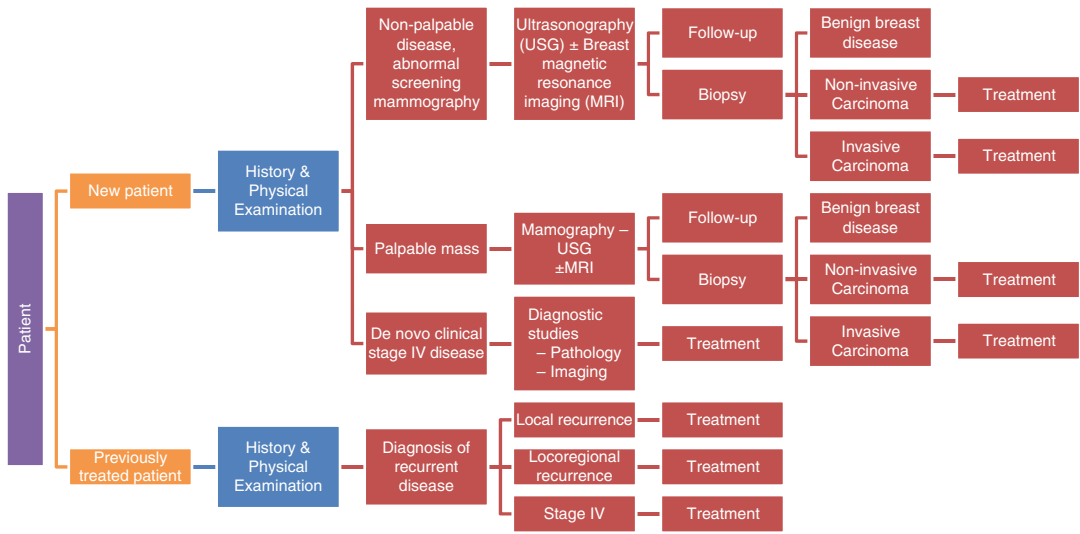 Patient
New patient
History &
Physical
Examination
Non-palpable
disease,
abnormal
screening
mammography
Ultrasonography
(USG) ± Breast
magnetic
resonance
imaging (MRI)
Follow-up
Biopsy
Benign breast
disease
Non-invasive
Carcinoma
Treatment
Invasive
Carcinoma
Treatment
Palpable mass
Mamography –
USG
±MRI
Follow-up
Biopsy
Benign breast
disease
Non-invasive
Carcinoma
Treatment
Invasive
Carcinoma
Treatment
De novo clinical
stage IV disease
Diagnostic
studies
– Pathology
– Imaging
Treatment
Previously
treated patient
History &
Physical
Examination
Diagnosis of
recurrent
disease
Local recurrence
Treatment
Locoregional
recurrence
Treatment
Stage IV
Treatment